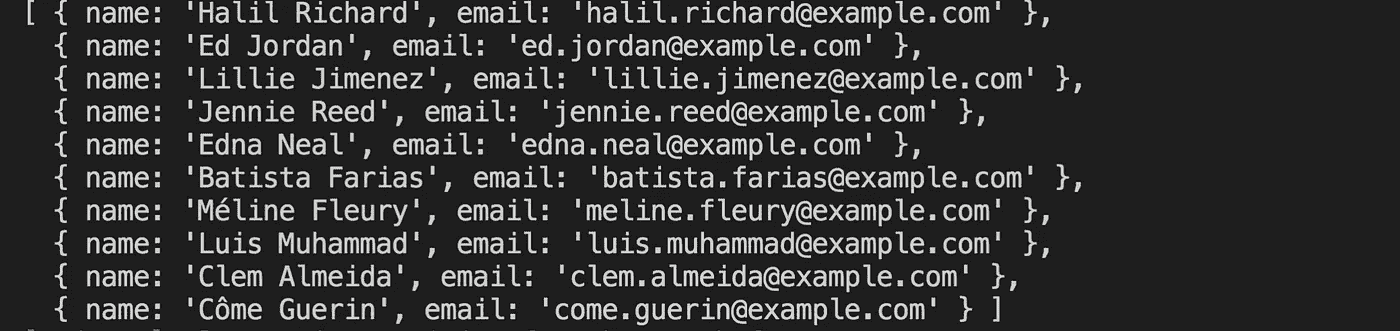 [ { name: 'Halil Richard', email: 'halil.richard@example.com' },
{ name: 'Ed Jordan', email: 'ed.jordan@example.com' },
{ name: 'Lillie Jimenez', email: 'lillie.jimenez@example.com' },
{ name: 'Jennie Reed', email: 'jennie.reed@example.com' },
{ name: 'Edna Neal', email: 'edna.neal@example.com' },
{ name: 'Batista Farias', email: 'batista.farias@example.com' },
{ name: 'Méline Fleury', email: 'meline.fleury@example.com' },
{ name: 'Luis Muhammad', email: 'luis.muhammad@example.com' },
{ name: 'Clem Almeida', email: 'clem.almeida@example.com' },
{ name: 'Côme Guerin', email: 'come.guerin@example.com' } ]